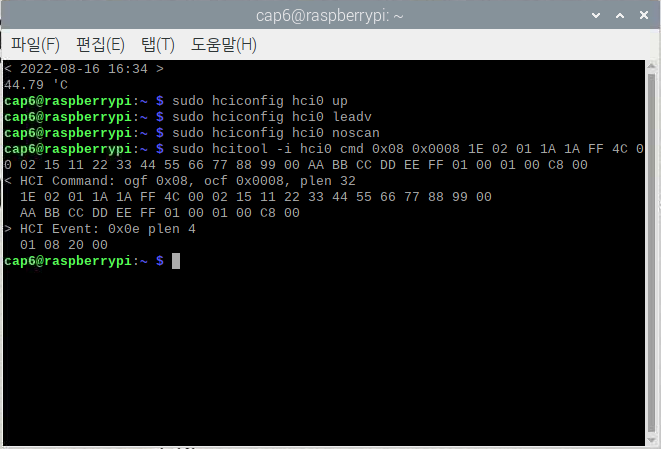 cap6@raspberrypi: ~
파일(F) 편집(E) 탭(T) 도움말(H)
< 2022-08-16 16:34 >
44.79 'C
cap6@raspberrypi:~ $ sudo hciconfig hci0 up
cap6@raspberrypi:~ $ sudo hciconfig hci0 leadv
cap6@raspberrypi:~ $ sudo hciconfig hci0 noscan
cap6@raspberrypi:~ $ sudo hcitool -i hci0 cmd 0x08 0x0008 1E 02 01 1A 1A FF 4C 0
0 02 15 11 22 33 44 55 66 77 88 99 00 AA BB CC DD EE FF 01 00 01 00 C8 00
< HCI Command: ogf 0x08, ocf 0x0008, plen 32
1E 02 01 1A 1A FF 4C 00 02 15 11 22 33 44 55 66 77 88 99 00
AA BB CC DD EE FF 01 00 01 00 C8 00
> HCI Event: 0x0e plen 4
01 08 20 00
cap6@raspberrypi:~ $